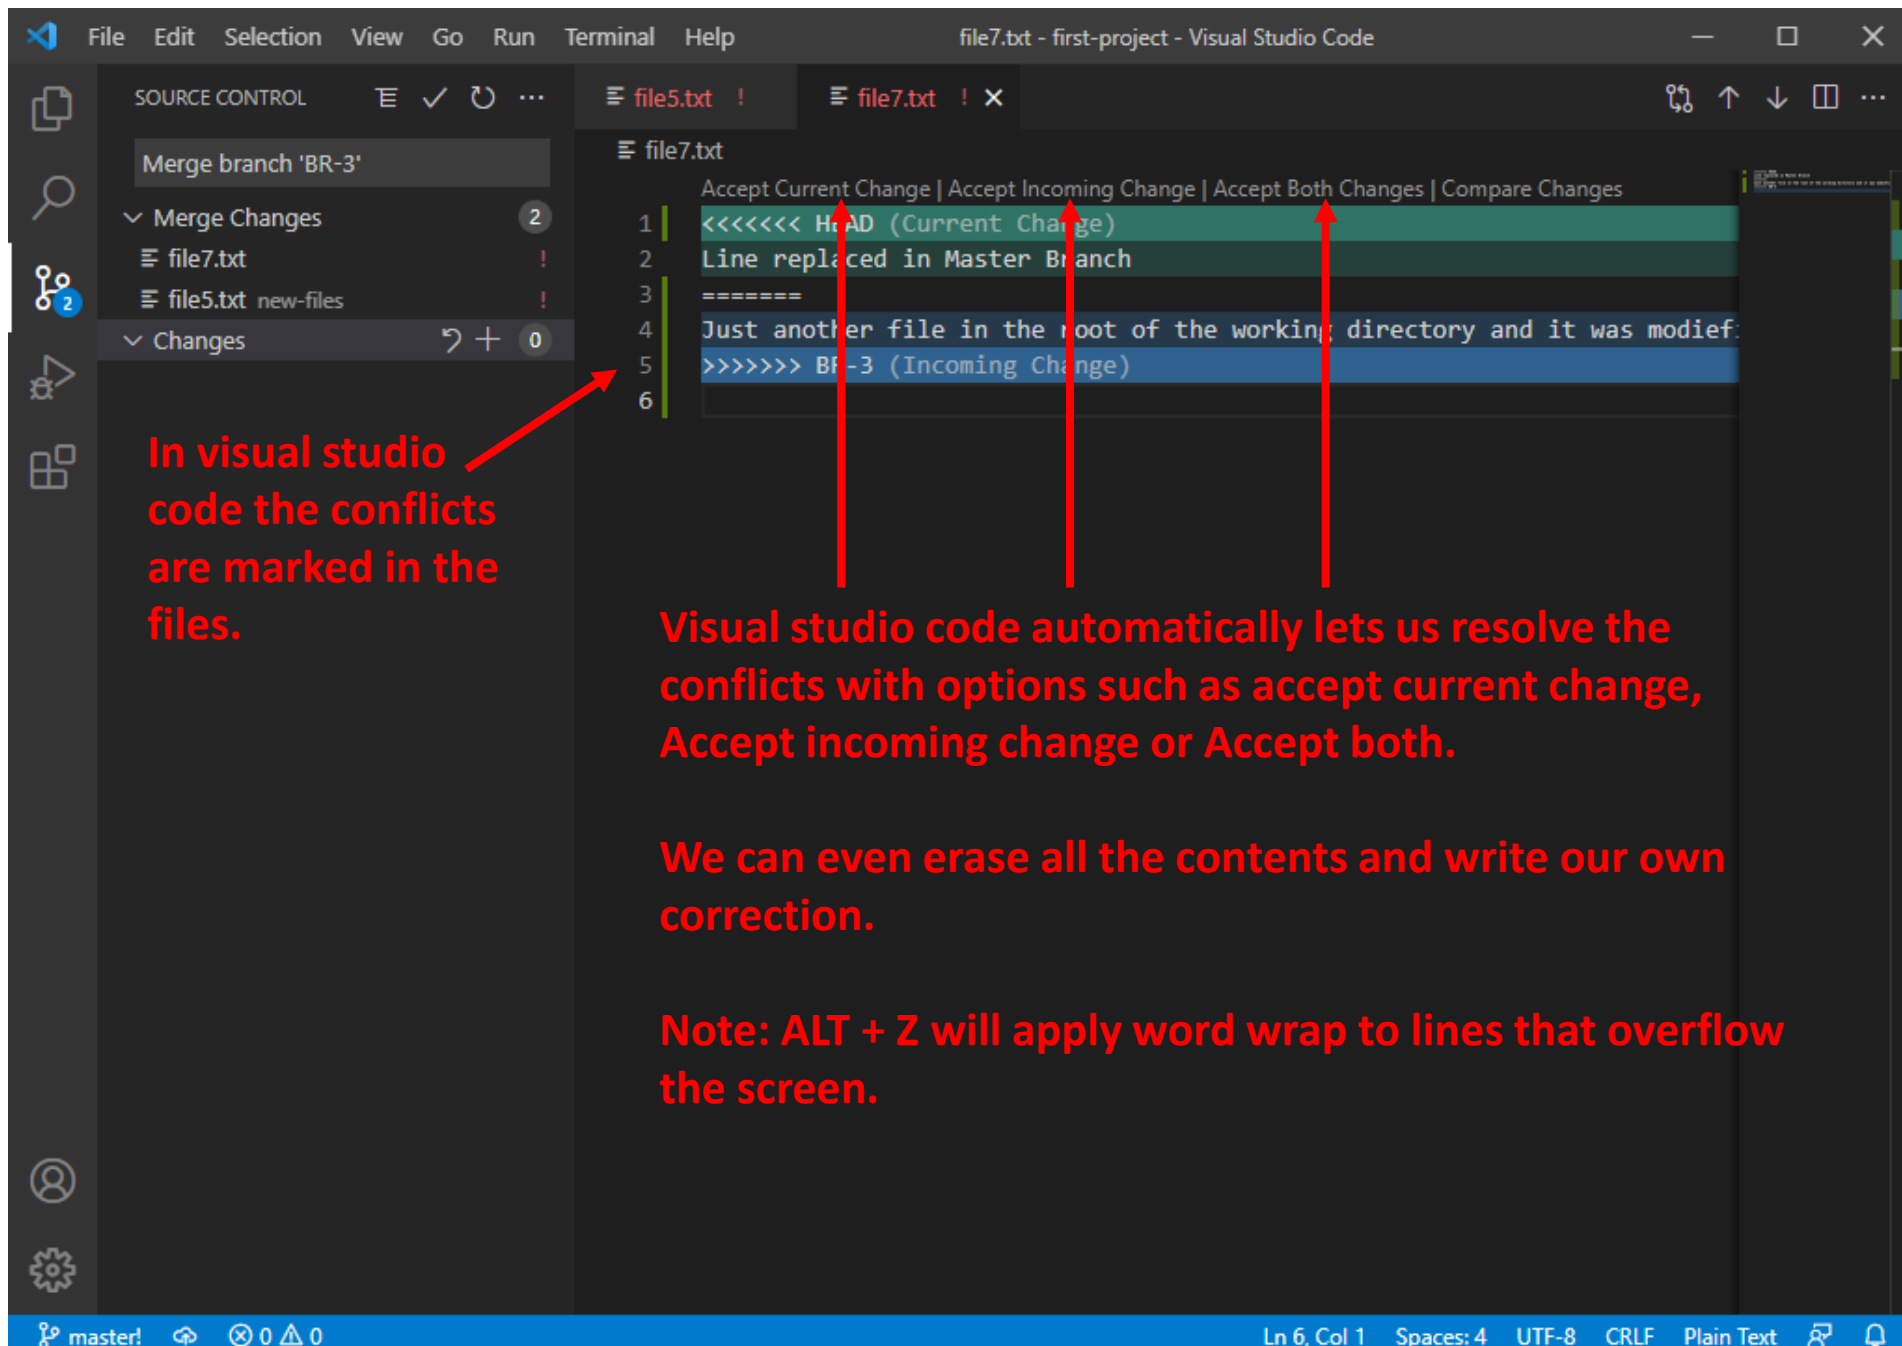 File Edit Selection View Go Run Terminal Help file7.txt - first-project - Visual Studio Code
SOURCE CONTROL
file5.txt !
file7.txt !
Merge branch 'BR-3'
Merge Changes 2
file7.txt !
file5.txt new-files !
Changes 0
2
file7.txt
Accept Current Change | Accept Incoming Change | Accept Both Changes | Compare Changes
1 <<<<<<< HEAD (Current Change)
2 Line replaced in Master Branch
3 =======
4 Just another file in the root of the working directory and it was modief
5 >>>>>>> BR-3 (Incoming Change)
6
In visual studio
code the conflicts
are marked in the
files.
Visual studio code automatically lets us resolve the
conflicts with options such as accept current change,
Accept incoming change or Accept both.
We can even erase all the contents and write our own
correction.
Note: ALT + Z will apply word wrap to lines that overflow
the screen.
master! 0 0 Ln 6, Col 1 Spaces: 4 UTF-8 CRLF Plain Text